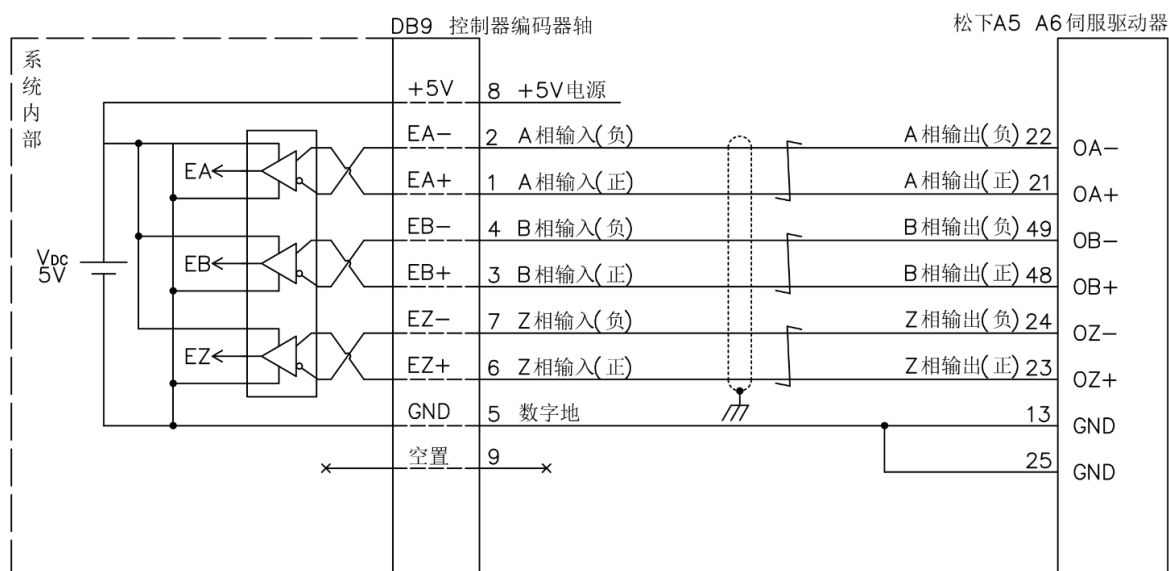 DB9 控制器编码器轴
松下A5 A6伺服驱动器
系统内部
+5V 8 +5V电源
EA- 2 A相输入(负) A相输出(负) 22 OA-
EA
EA+ 1 A相输入(正) A相输出(正) 21 OA+
EB- 4 B相输入(负) B相输出(负) 49 OB-
VDC
5V
EB
EB+ 3 B相输入(正) B相输出(正) 48 OB+
EZ- 7 Z相输入(负) Z相输出(负) 24 OZ-
EZ
EZ+ 6 Z相输入(正) Z相输出(正) 23 OZ+
GND 5 数字地 13 GND
空置 9
25 GND